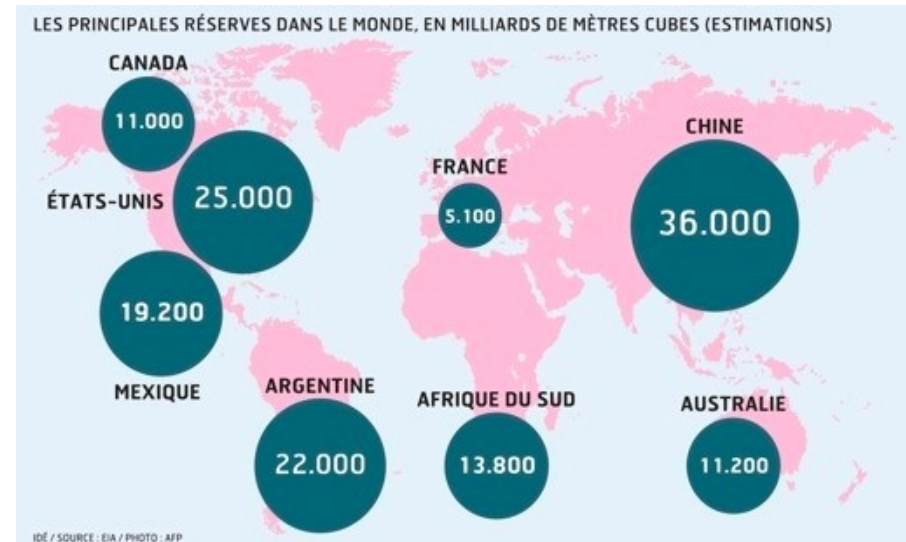 LES PRINCIPALES RÉSERVES DANS LE MONDE, EN MILLIARDS DE MÈTRES CUBES (ESTIMATIONS)
CANADA
11.000
ÉTATS-UNIS
25.000
MEXIQUE
19.200
ARGENTINE
22.000
FRANCE
5.100
AFRIQUE DU SUD
13.800
CHINE
36.000
AUSTRALIE
11.200
IDÉ / SOURCE : EIA / PHOTO : AFP